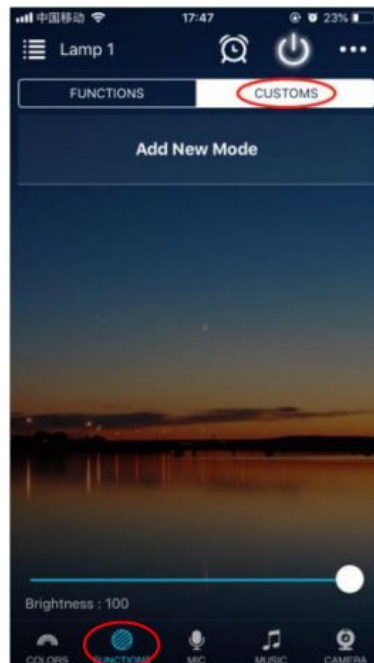 中国移动 17:47 23%
Lamp 1
FUNCTIONS CUSTOMS
Add New Mode
Brightness : 100
COLORS FUNCTIONS MIC MUSIC CAMERA